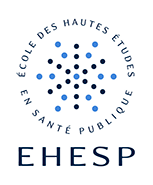 ÉCOLE DES HAUTES ÉTUDES
EN SANTÉ PUBLIQUE
EHESP